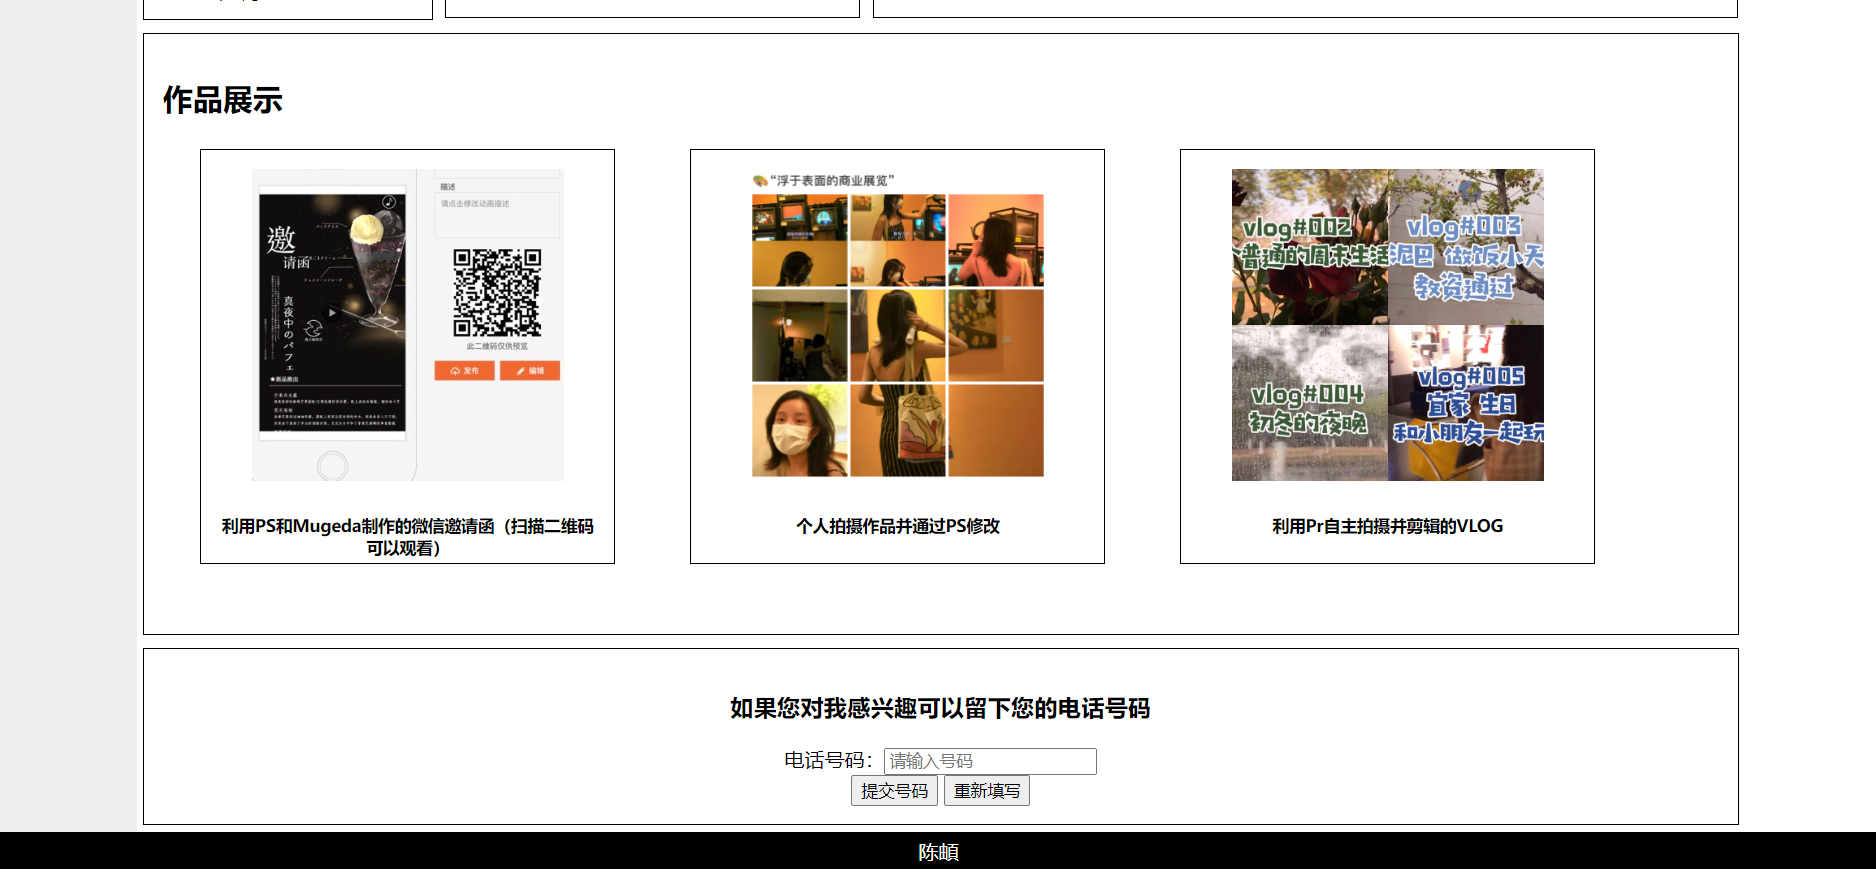 作品展示
描述
请点击修改动画描述
邀
请函
真夜中のパフェ
★新品推出
此二维码仅供预览
发布
编辑
利用PS和Mugeda制作的微信邀请函（扫描二维码
可以观看）
🎨“浮于表面的商业展览”
个人拍摄作品并通过PS修改
vlog#002
普通的周末生活
vlog#003
泥巴 做饭小天
教资通过
vlog#004
初冬的夜晚
vlog#005
宜家 生日
和小朋友一起玩
利用Pr自主拍摄并剪辑的VLOG
如果您对我感兴趣可以留下您的电话号码
电话号码：
请输入号码
提交号码
重新填写
陈頔